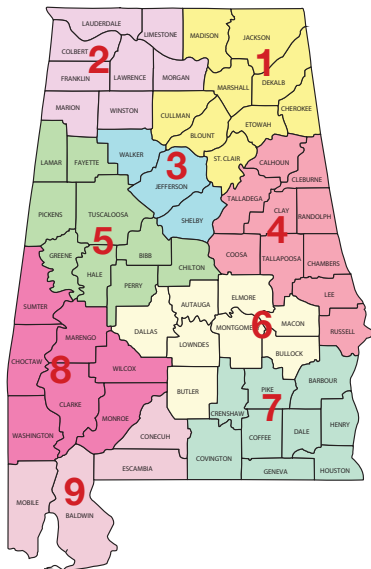 LAUDERDALE
LIMESTONE
MADISON
JACKSON
COLBERT
2
1
FRANKLIN
LAWRENCE
MORGAN
MARSHALL
DEKALB
MARION
WINSTON
CULLMAN
CHEROKEE
ETOWAH
BLOUNT
WALKER
LAMAR
FAYETTE
3
ST. CLAIR
CALHOUN
JEFFERSON
CLEBURNE
TALLADEGA
PICKENS
TUSCALOOSA
SHELBY
CLAY
RANDOLPH
4
5
GREENE
BIBB
COOSA
TALLAPOOSA
CHAMBERS
HALE
CHILTON
PERRY
SUMTER
AUTAUGA
ELMORE
LEE
MARENGO
DALLAS
MONTGOMERY
6
MACON
RUSSELL
CHOCTAW
8
LOWNDES
BULLOCK
WILCOX
CLARKE
BUTLER
PIKE
BARBOUR
7
MONROE
CRENSHAW
WASHINGTON
CONECUH
COFFEE
DALE
HENRY
COVINGTON
ESCAMBIA
GENEVA
HOUSTON
9
MOBILE
BALDWIN